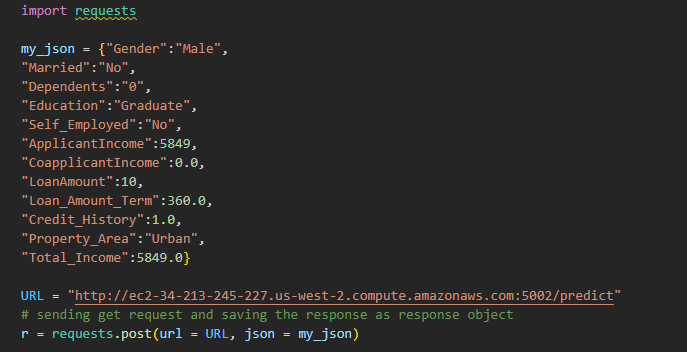 import requests
my_json = {"Gender":"Male",
"Married":"No",
"Dependents":"0",
"Education":"Graduate",
"Self_Employed":"No",
"ApplicantIncome":5849,
"CoapplicantIncome":0.0,
"LoanAmount":10,
"Loan_Amount_Term":360.0,
"Credit_History":1.0,
"Property_Area":"Urban",
"Total_Income":5849.0}
URL = "http://ec2-34-213-245-227.us-west-2.compute.amazonaws.com:5002/predict"
# sending get request and saving the response as response object
r = requests.post(url = URL, json = my_json)